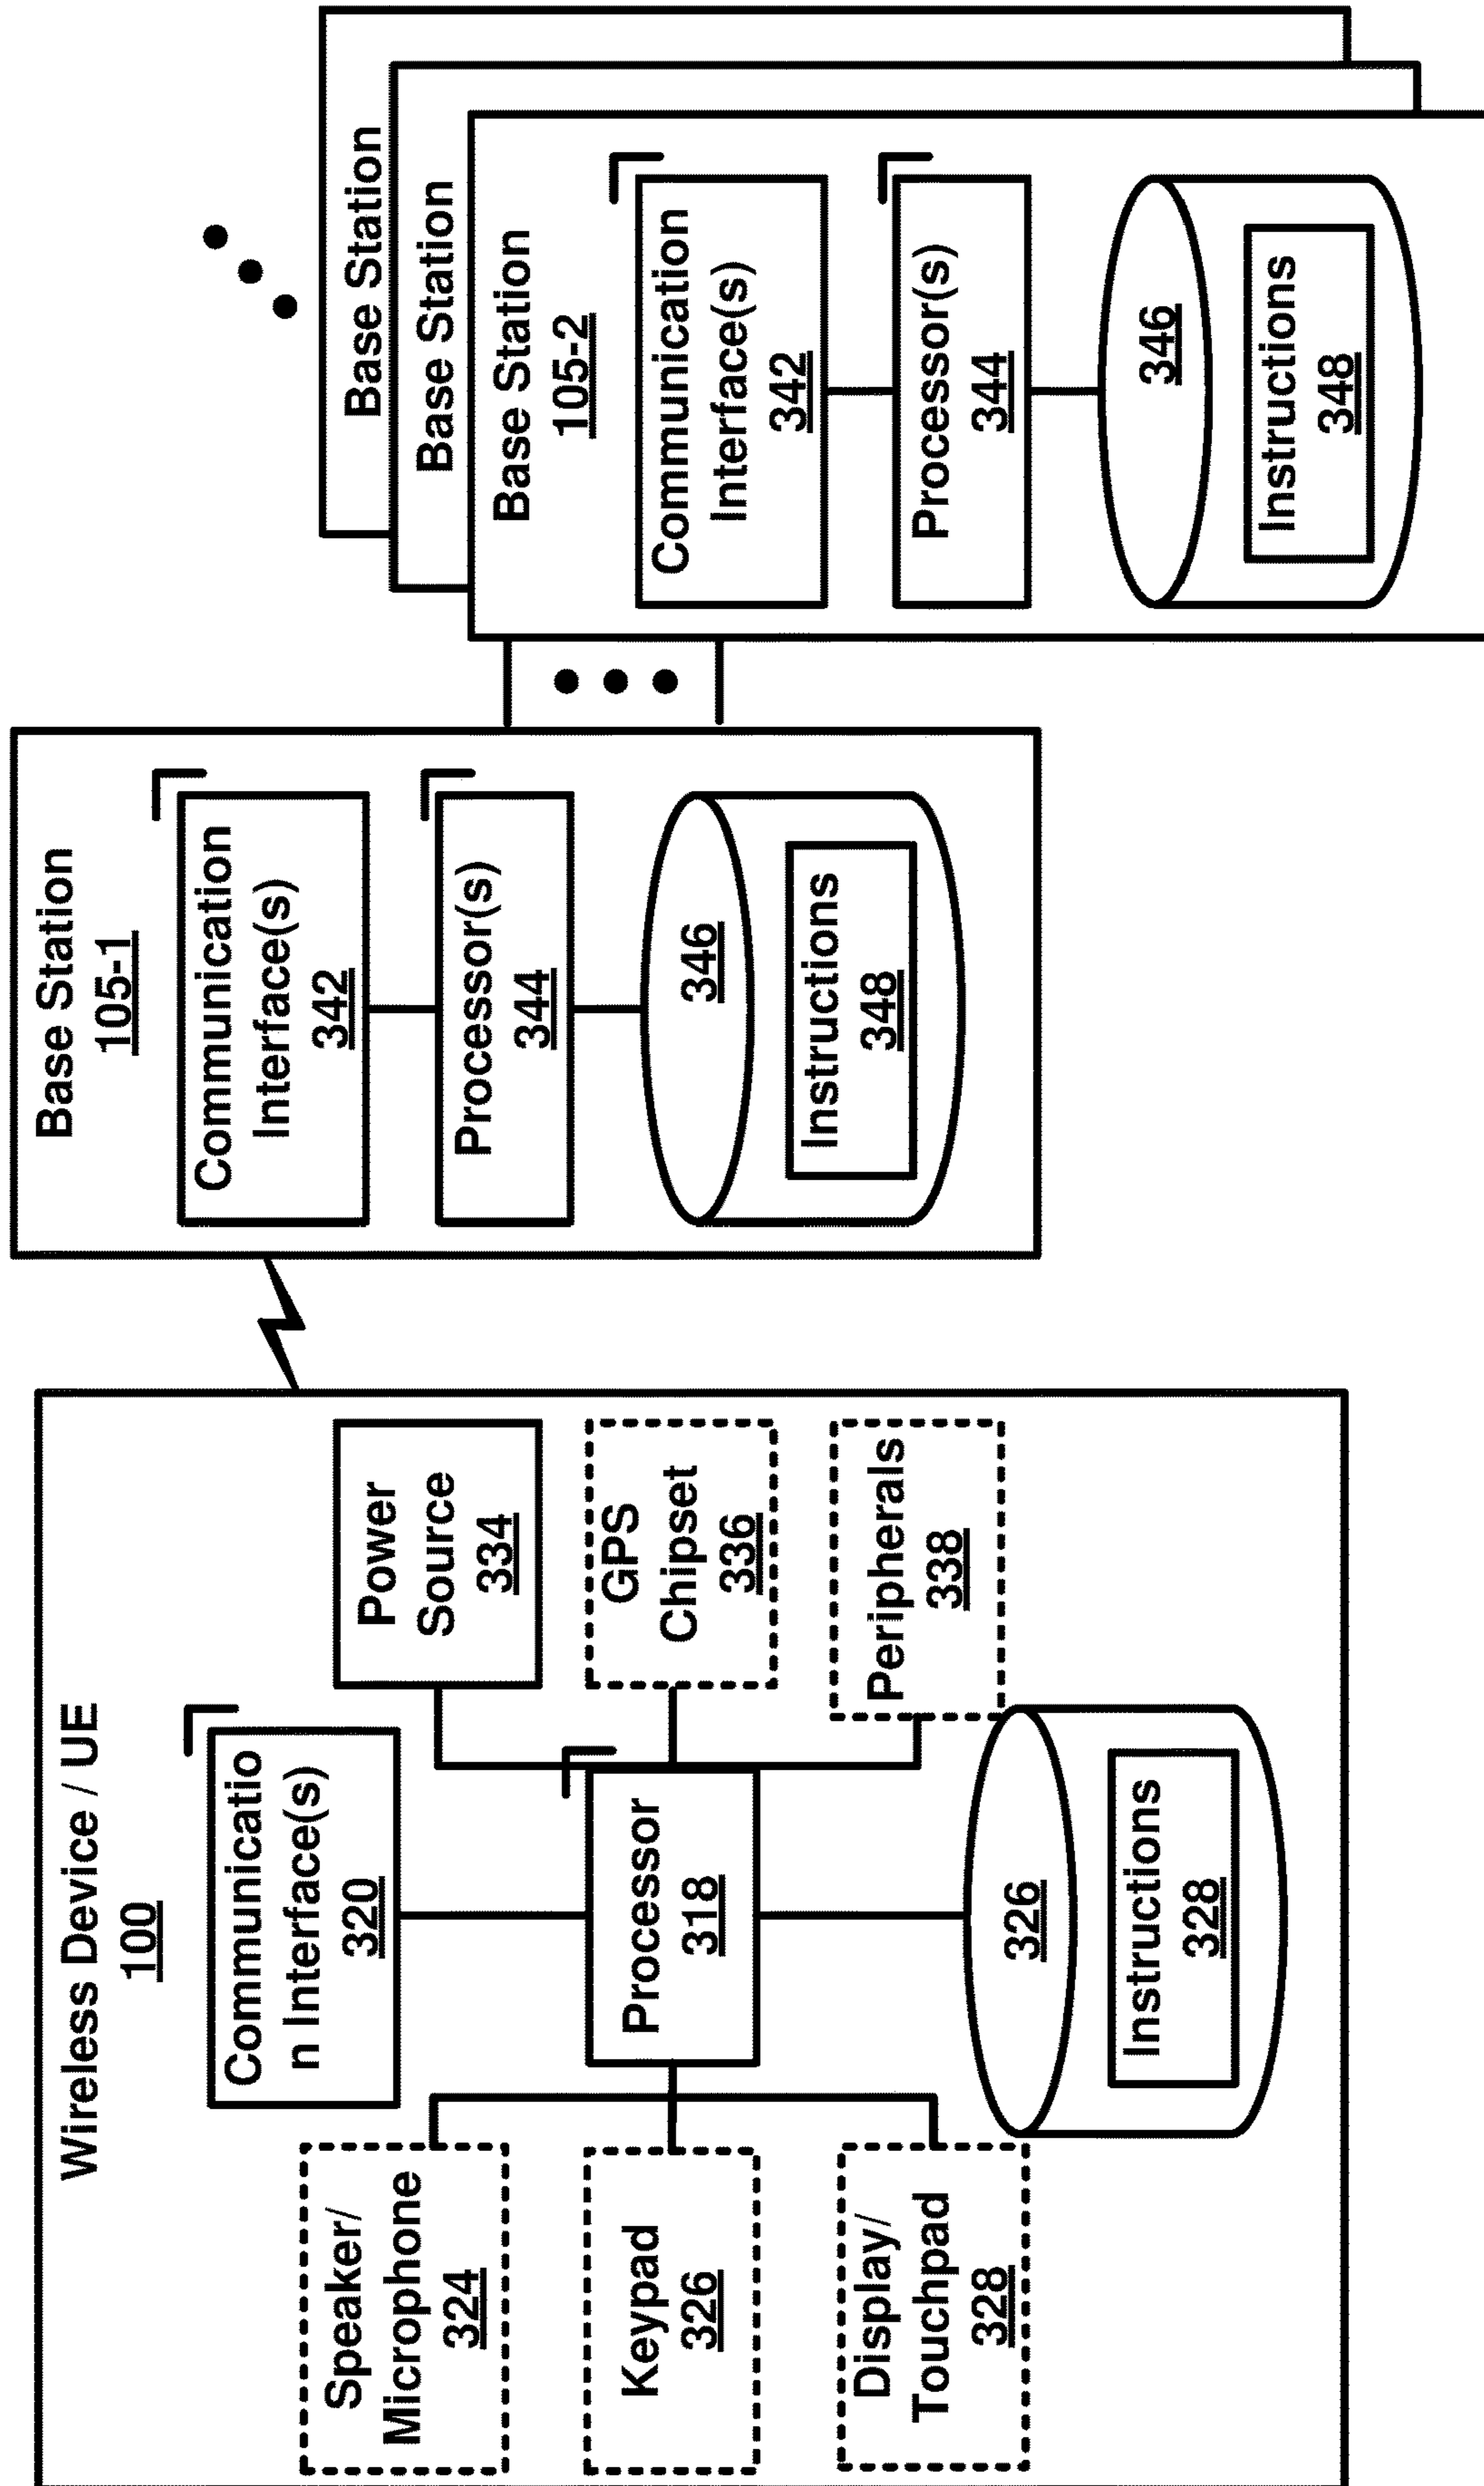 Wireless Device / UE
100
Communicatio
n Interface(s)
320
Speaker/
Microphone
324
Power
Source
334
Processor
318
Keypad
326
GPS
Chipset
336
Display/
Touchpad
328
Peripherals
338
326
Instructions
328
Base Station
105-1
Communication
Interface(s)
342
Processor(s)
344
346
Instructions
348
Base Station
Base Station
Base Station
105-2
Communication
Interface(s)
342
Processor(s)
344
346
Instructions
348